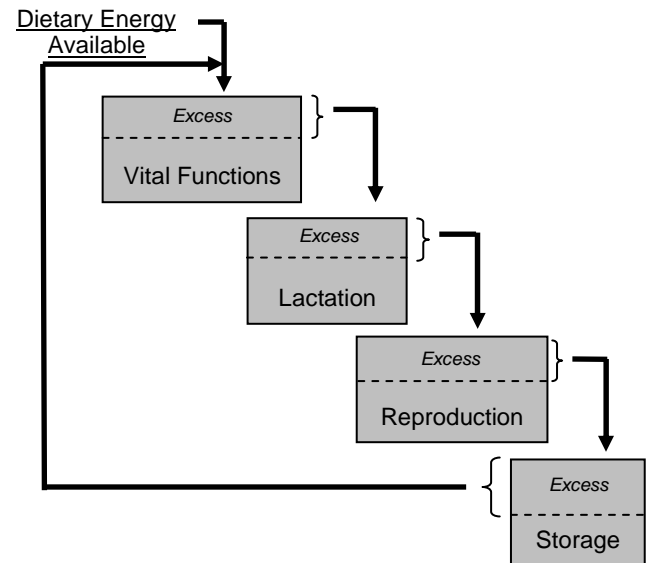 Dietary Energy
Available
Excess
Vital Functions
Excess
Lactation
Excess
Reproduction
Excess
Storage